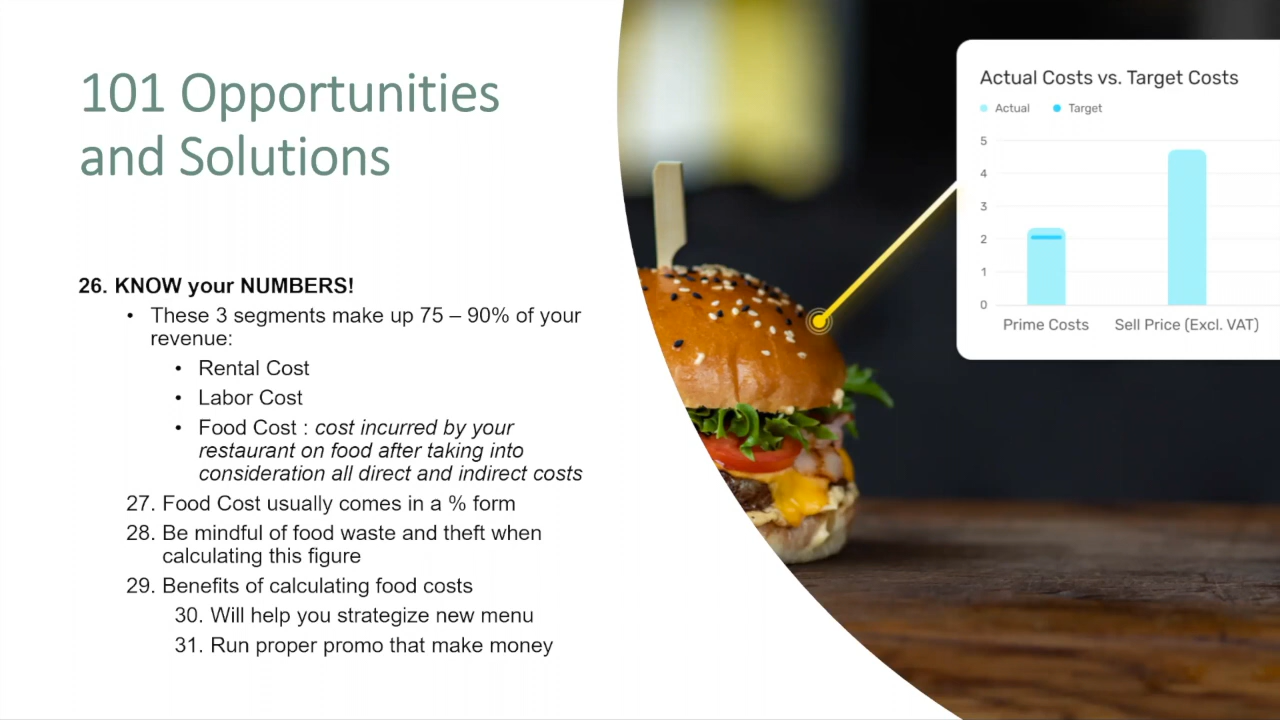 101 Opportunities
and Solutions
26. KNOW your NUMBERS!
• These 3 segments make up 75 – 90% of your
revenue:
• Rental Cost
• Labor Cost
• Food Cost : cost incurred by your
restaurant on food after taking into
consideration all direct and indirect costs
27. Food Cost usually comes in a % form
28. Be mindful of food waste and theft when
calculating this figure
29. Benefits of calculating food costs
30. Will help you strategize new menu
31. Run proper promo that make money
Actual Costs vs. Target Costs
Actual Target
5
4
3
2
1
0
Prime Costs Sell Price (Excl. VAT)